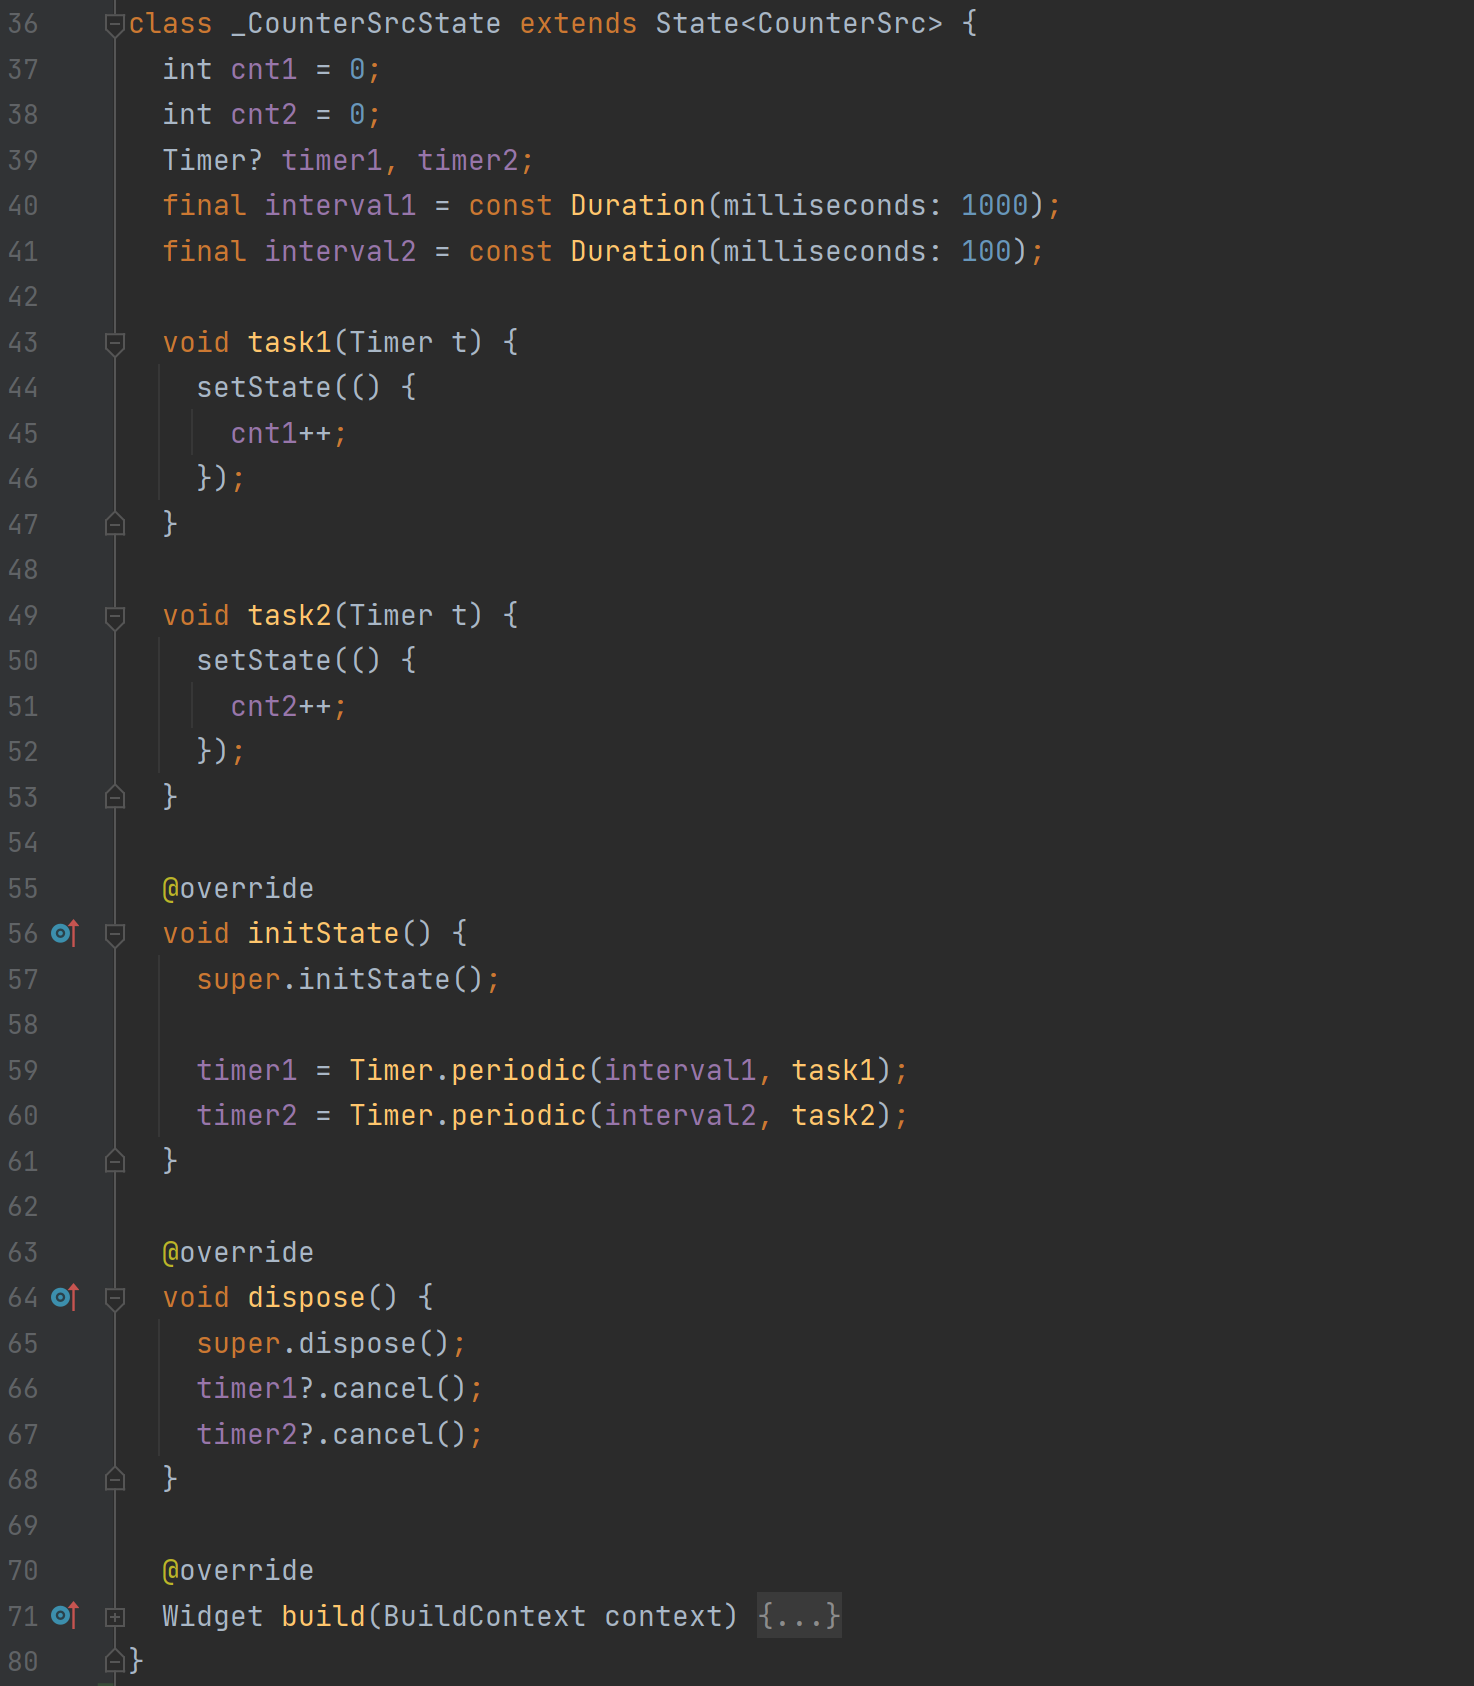 36 class _CounterSrcState extends State<CounterSrc> {
37   int cnt1 = 0;
38   int cnt2 = 0;
39   Timer? timer1, timer2;
40   final interval1 = const Duration(milliseconds: 1000);
41   final interval2 = const Duration(milliseconds: 100);
42
43   void task1(Timer t) {
44     setState(() {
45       cnt1++;
46     });
47   }
48
49   void task2(Timer t) {
50     setState(() {
51       cnt2++;
52     });
53   }
54
55   @override
56   void initState() {
57     super.initState();
58
59     timer1 = Timer.periodic(interval1, task1);
60     timer2 = Timer.periodic(interval2, task2);
61   }
62
63   @override
64   void dispose() {
65     super.dispose();
66     timer1?.cancel();
67     timer2?.cancel();
68   }
69
70   @override
71   Widget build(BuildContext context) {...}
80 }